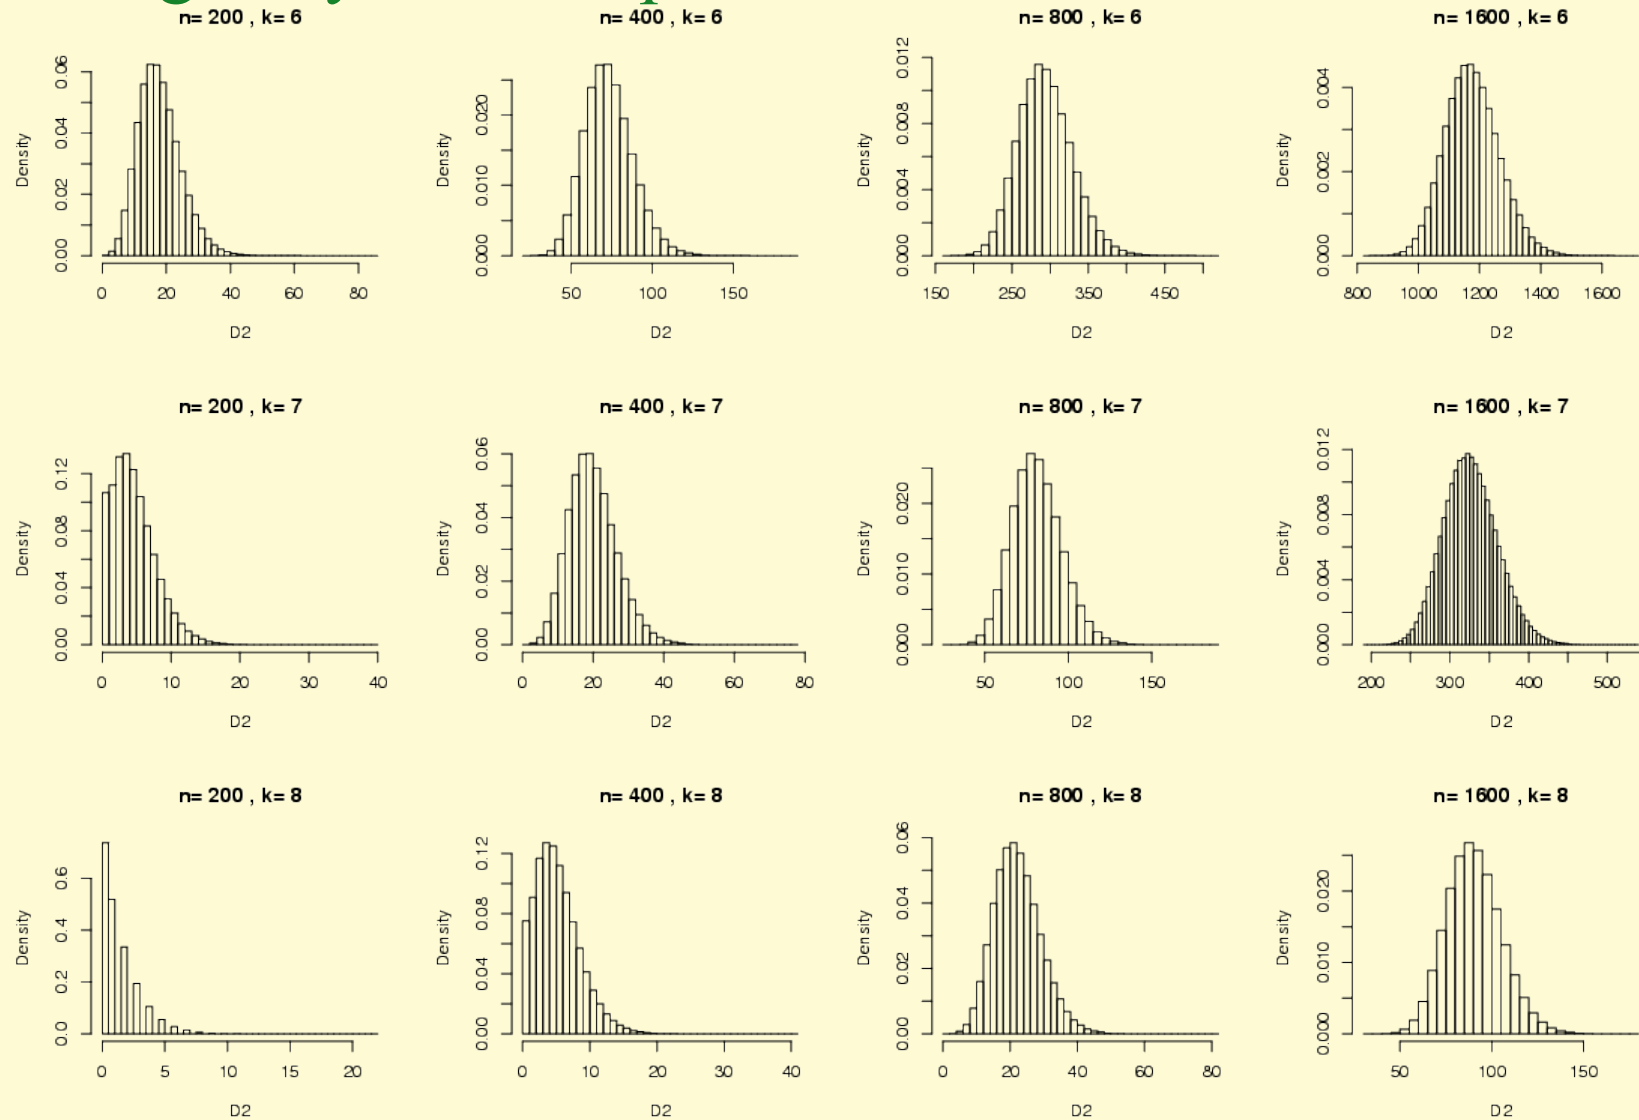 n= 200 , k= 6
n= 400 , k= 6
n= 800 , k= 6
n= 1600 , k= 6
Density
0.00 0.02 0.04 0.06
0 20 40 60 80
D2
Density
0.000 0.010 0.020
50 100 150
D2
Density
0.000 0.004 0.008 0.012
150 250 350 450
D2
Density
0.000 0.002 0.004
800 1000 1200 1400 1600
D2
n= 200 , k= 7
n= 400 , k= 7
n= 800 , k= 7
n= 1600 , k= 7
Density
0.00 0.04 0.08 0.12
0 10 20 30 40
D2
Density
0.00 0.02 0.04 0.06
0 20 40 60 80
D2
Density
0.000 0.010 0.020
50 100 150
D2
Density
0.000 0.004 0.008 0.012
200 300 400 500
D2
n= 200 , k= 8
n= 400 , k= 8
n= 800 , k= 8
n= 1600 , k= 8
Density
0.0 0.2 0.4 0.6
0 5 10 15 20
D2
Density
0.00 0.04 0.08 0.12
0 10 20 30 40
D2
Density
0.00 0.02 0.04 0.06
0 20 40 60 80
D2
Density
0.000 0.010 0.020
50 100 150
D2